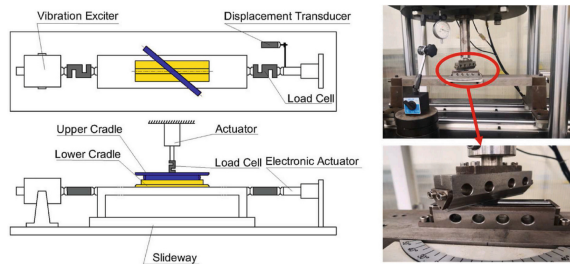 Vibration Exciter
Displacement Transducer
Load Cell
Actuator
Upper Cradle
Lower Cradle
Load Cell
Electronic Actuator
Slideway